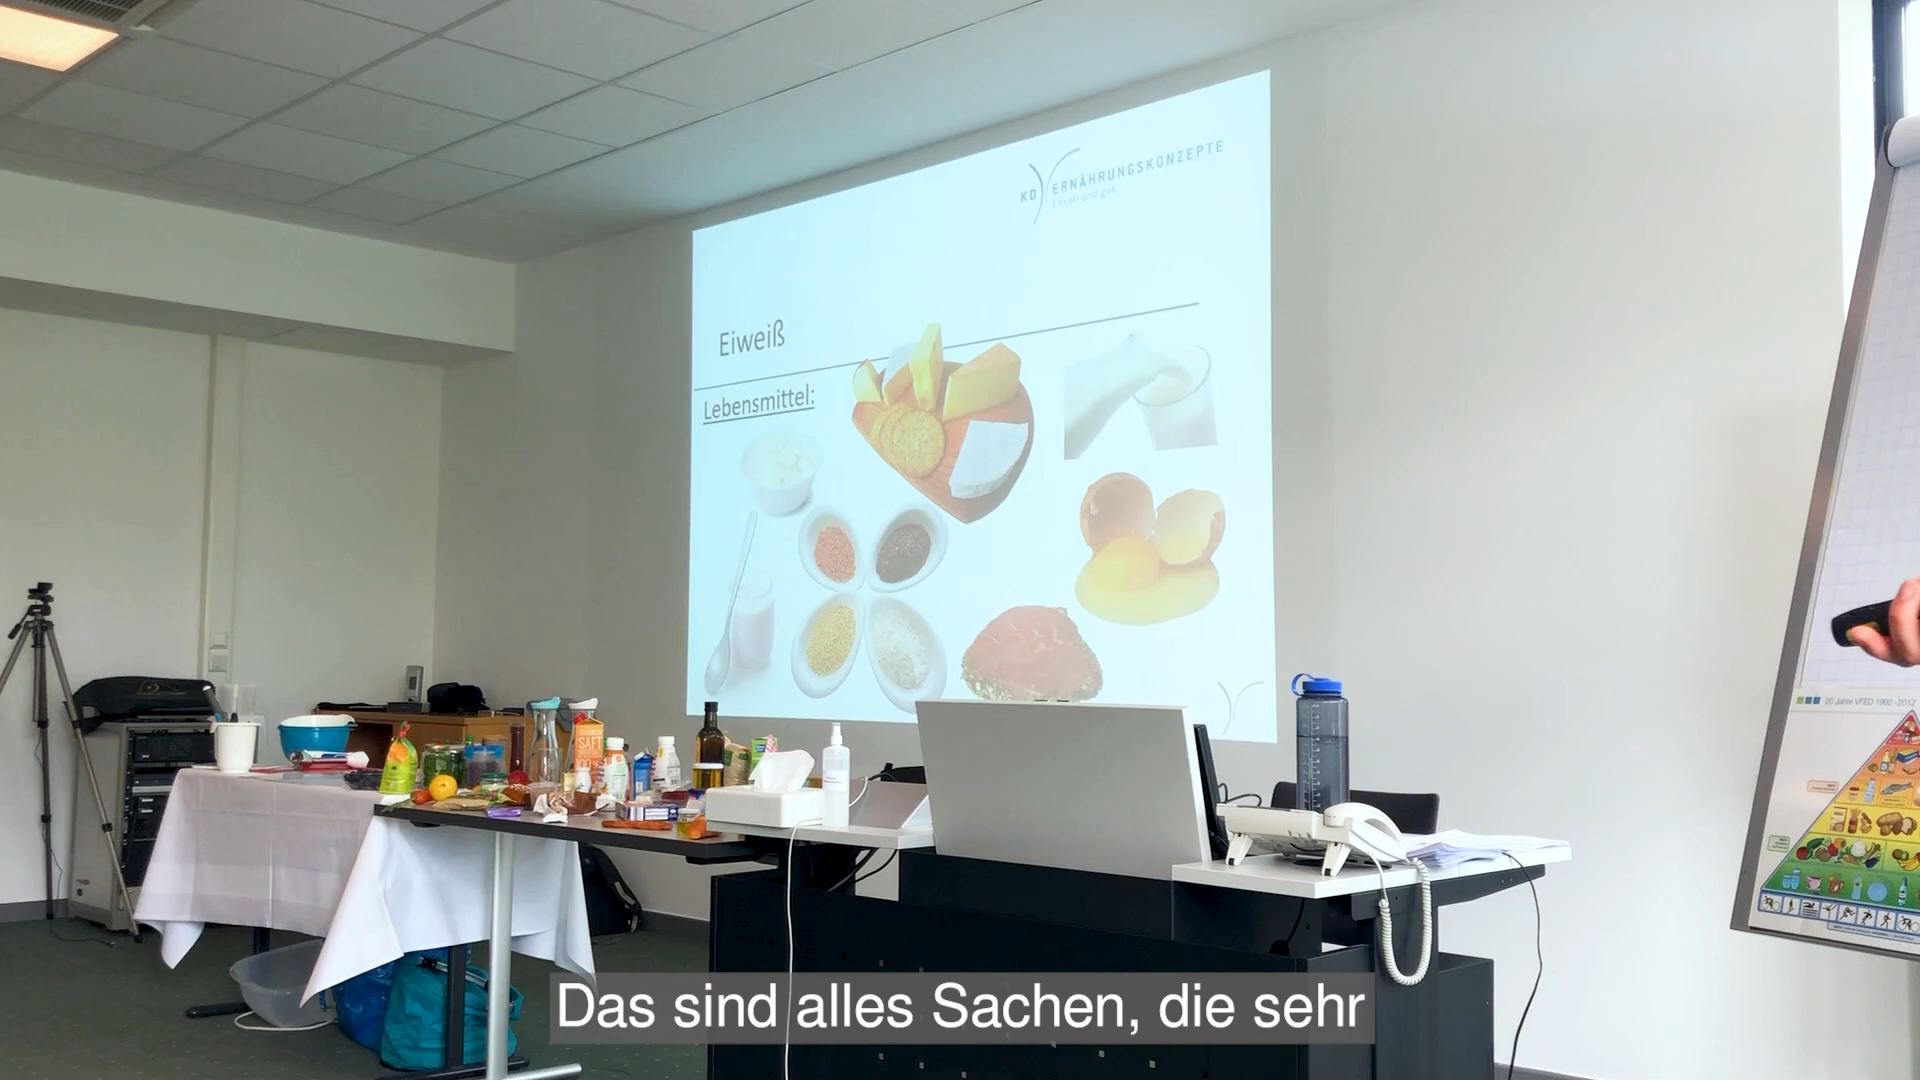 KD ERNÄHRUNGSKONZEPTE
Essen und gut.
Eiweiß
Lebensmittel:
SAFT
20 Jahre VFED 1992-2012
Das sind alles Sachen, die sehr